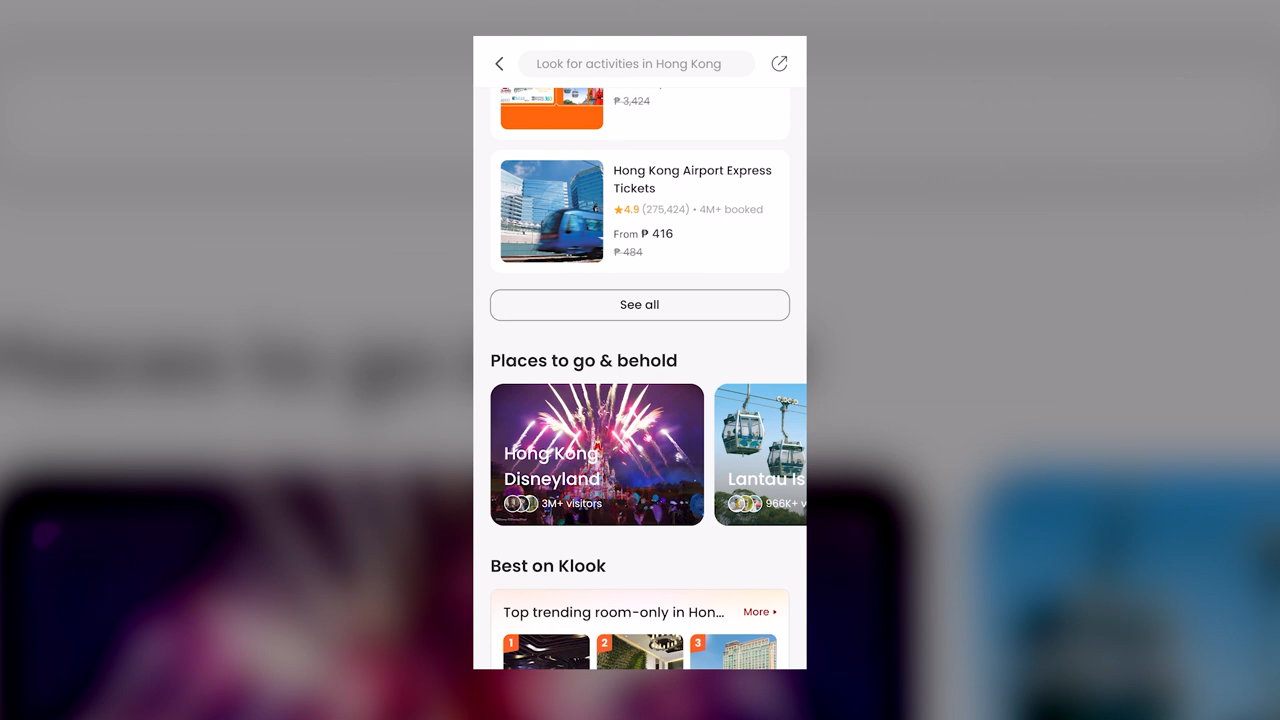 Look for activities in Hong Kong
₱ 3,424
Hong Kong Airport Express
Tickets
★4.9 (275,424) • 4M+ booked
From ₱ 416
₱ 484
See all
Places to go & behold
Hong Kong
Disneyland
3M+ visitors
Lantau Is
966K+ v
Best on Klook
Top trending room-only in Hon...
More
1
2
3